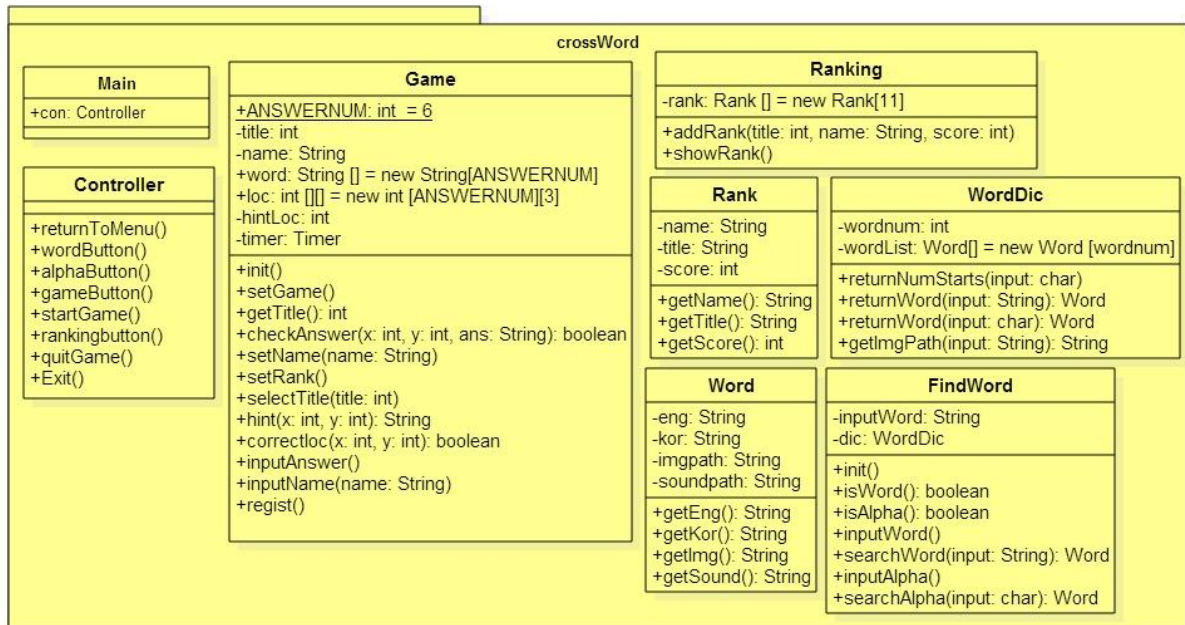 crossWord
Main
+con: Controller
Controller
+returnToMenu()
+wordButton()
+alphaButton()
+gameButton()
+startGame()
+rankingbutton()
+quitGame()
+Exit()
Game
+ANSWERNUM: int = 6
-title: int
-name: String
+word: String [] = new String[ANSWERNUM]
+loc: int [][] = new int [ANSWERNUM][3]
-hintLoc: int
-timer: Timer
+init()
+setGame()
+getTitle(): int
+checkAnswer(x: int, y: int, ans: String): boolean
+setName(name: String)
+setRank()
+selectTitle(title: int)
+hint(x: int, y: int): String
+correctloc(x: int, y: int): boolean
+inputAnswer()
+inputName(name: String)
+regist()
Ranking
-rank: Rank [] = new Rank[11]
+addRank(title: int, name: String, score: int)
+showRank()
Rank
-name: String
-title: String
-score: int
+getName(): String
+getTitle(): String
+getScore(): int
WordDic
-wordnum: int
-wordList: Word[] = new Word [wordnum]
+returnNumStarts(input: char)
+returnWord(input: String): Word
+returnWord(input: char): Word
+getImgPath(input: String): String
Word
-eng: String
-kor: String
-imgpath: String
-soundpath: String
+getEng(): String
+getKor(): String
+getImg(): String
+getSound(): String
FindWord
-inputWord: String
-dic: WordDic
+init()
+isWord(): boolean
+isAlpha(): boolean
+inputWord()
+searchWord(input: String): Word
+inputAlpha()
+searchAlpha(input: char): Word